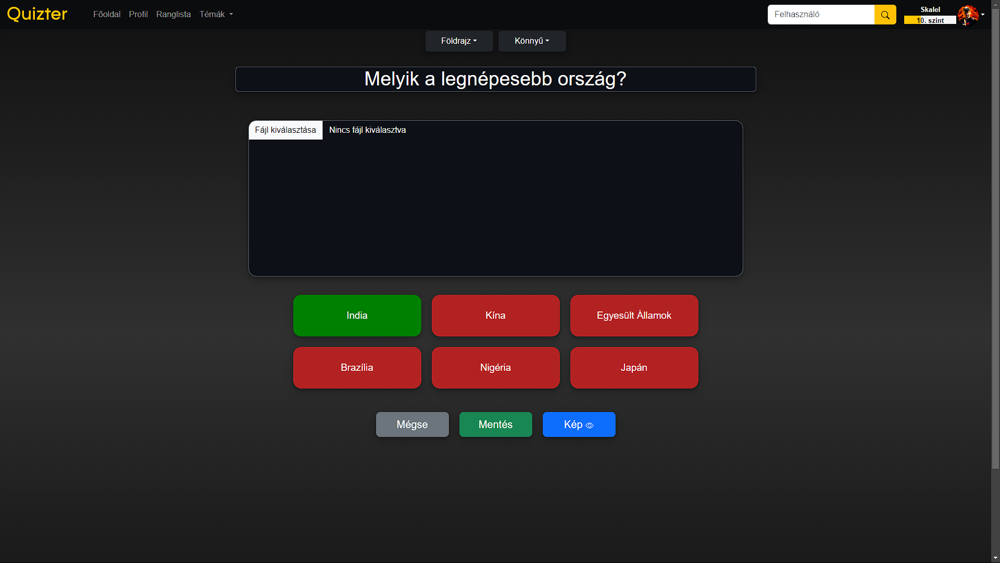 Quizter
Főoldal Profil Ranglista Témák
Felhasználó
Skalel
10. szint
Földrajz Könnyű
Melyik a legnépesebb ország?
Fájl kiválasztása Nincs fájl kiválasztva
India Kína Egyesült Államok
Brazília Nigéria Japán
Mégse Mentés Kép